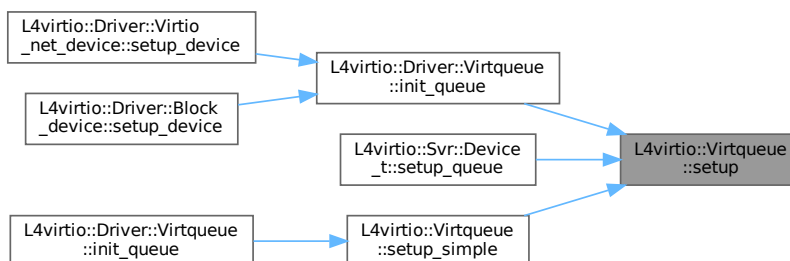 L4virtio::Driver::Virtio
_net_device::setup_device
L4virtio::Driver::Block
_device::setup_device
L4virtio::Driver::Virtqueue
::init_queue
L4virtio::Driver::Virtqueue
::init_queue
L4virtio::Svr::Device
_t::setup_queue
L4virtio::Virtqueue
::setup_simple
L4virtio::Virtqueue
::setup